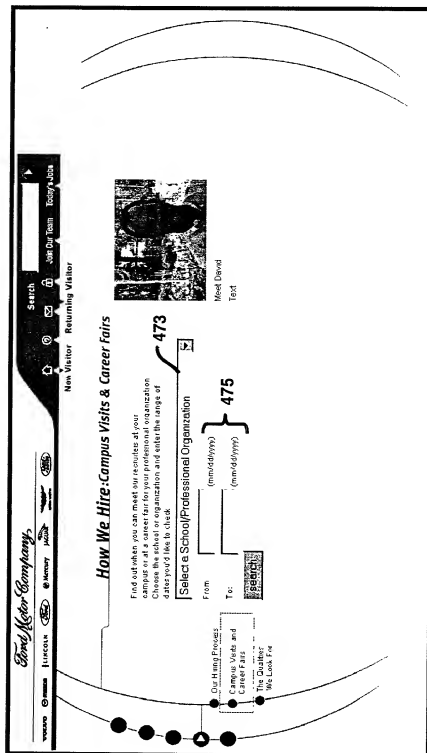 Ford Motor Company,
VOLVO
mazda
LINCOLN
Ford
Mercury
JAGUAR
Search
Join Our Team
Today's Jobs
New Visitor
Returning Visitor
How We Hire:Campus Visits & Career Fairs
Find out when you can meet our recruiters at your
campus or at a career fair for your professional organization
Choose the school or organization and enter the range of
dates you'd like to check
473
Select a School/Professional Organization
From
(mm/dd/yyyy)
To:
(mm/dd/yyyy)
475
search
Meet David
Text
Our Hiring Process
Campus Visits and
Career Fairs
The Qualities
We Look For